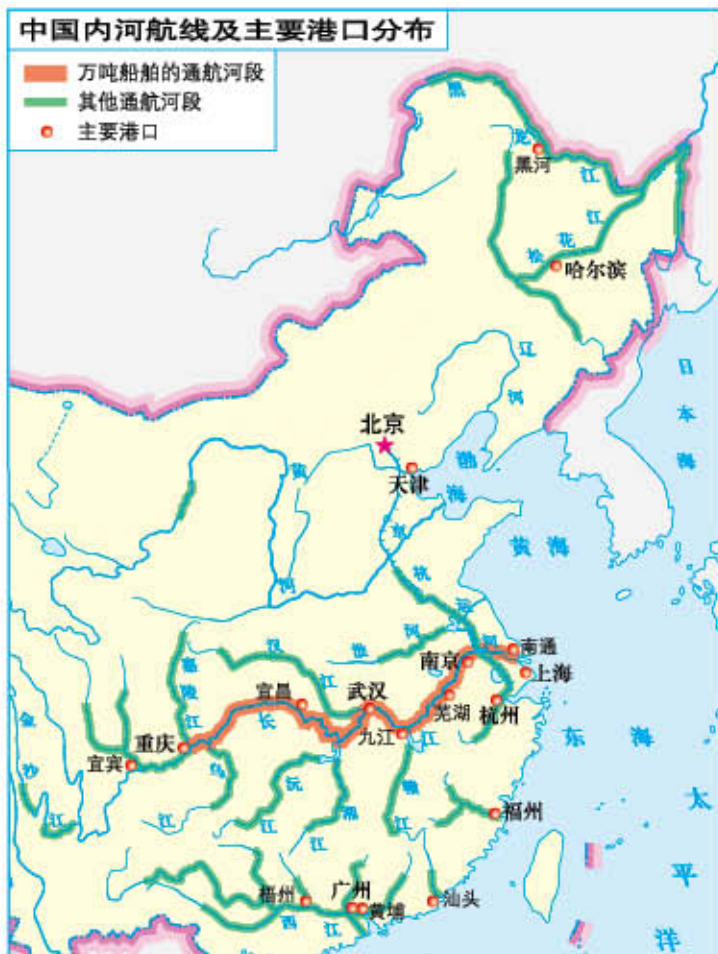 中国内河航线及主要港口分布
万吨船舶的通航河段
其他通航河段
主要港口
黑龙江
黑河
松花江
哈尔滨
辽河
日本海
北京
天津
渤海
黄河
京杭运河
黄海
淮河
汉江
嘉陵江
南通
南京
上海
宜昌
武汉
芜湖
杭州
长江
九江
重庆
宜宾
金沙江
乌江
沅江
湘江
赣江
东海
福州
太平洋
梧州
广州
黄埔
汕头
西江